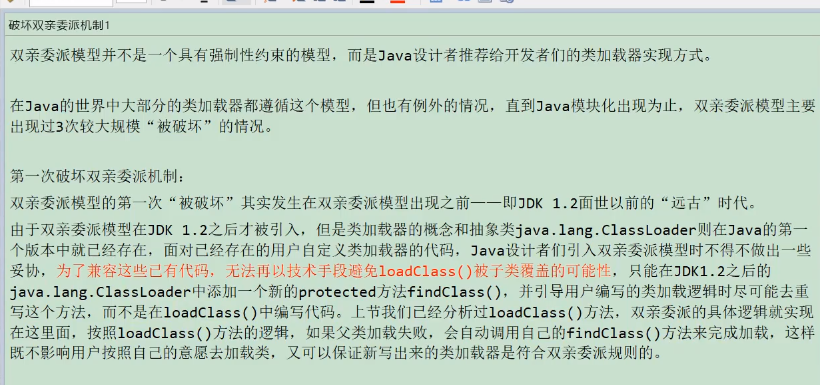 破坏双亲委派机制1
双亲委派模型并不是一个具有强制性约束的模型，而是Java设计者推荐给开发者们的类加载器实现方式。
在Java的世界中大部分的类加载器都遵循这个模型，但也有例外的情况，直到Java模块化出现为止，双亲委派模型主要
出现过3次较大规模“被破坏”的情况。
第一次破坏双亲委派机制：
双亲委派模型的第一次“被破坏”其实发生在双亲委派模型出现之前——即JDK 1.2面世以前的“远古”时代。
由于双亲委派模型在JDK 1.2之后才被引入，但是类加载器的概念和抽象类java.lang.ClassLoader则在Java的第一
个版本中就已经存在，面对已经存在的用户自定义类加载器的代码，Java设计者们引入双亲委派模型时不得不做出一些
妥协，为了兼容这些已有代码，无法再以技术手段避免loadClass()被子类覆盖的可能性，只能在JDK1.2之后的
java.lang.ClassLoader中添加一个新的protected方法findClass()，并引导用户编写的类加载逻辑时尽可能去重
写这个方法，而不是在loadClass()中编写代码。上节我们已经分析过loadClass()方法，双亲委派的具体逻辑就实现
在这里面，按照loadClass()方法的逻辑，如果父类加载失败，会自动调用自己的findClass()方法来完成加载，这样
既不影响用户按照自己的意愿去加载类，又可以保证新写出来的类加载器是符合双亲委派规则的。